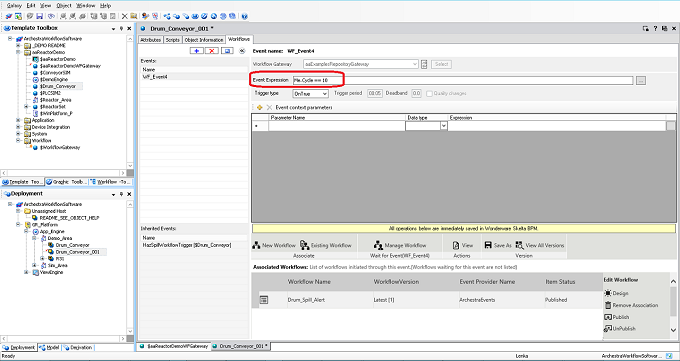 Galaxy Edit View Object Window Help
Template Toolbox
ArchestraWorkflowSoftware
_DEMO README
aaReactorDemo
$aaReactorDemo
$aaReactorDemoWFGateway
$ConveyorSIM
$DemoEngine
$Drum_Conveyor
$PLCSIM2
$Reactor_Area
$ReactorSet
$WinPlatform_P
Application
Device Integration
System
Workflow
$WorkflowGateway
Template Too...
Graphic Toolb...
Workflow -To...
Deployment
ArchestraWorkflowSoftware
Unassigned Host
README_SEE_OBJECT_HELP
GR_Platform
App_Engine
Demo_Area
Drum_Conveyor
Drum_Conveyor_001
R31
Sim_Area
ViewEngine
Deployment
Model
Derivation
Ready
Drum_Conveyor_001 *
Attributes Scripts Object Information Workflows
Events:
Name
WF_Event4
Inherited Events:
Name
HazSpillWorkflowTrigger [$Drum_Conveyor]
Event name: WF_Event4
Workflow Gateway aaExamplesRepositoryGateway Select
Event Expression Me.Cycle == 10 ...
Trigger type OnTrue Trigger period 00:05 Deadband 0.0 Quality changes
Event context parameters
Parameter Name Data type Expression
All operations below are immediately saved in Wonderware Skelta BPM.
New Workflow Existing Workflow Manage Workflow View Save As View All Versions
Associate Wait for Event(WF_Event4) Actions Version
Associated Workflows: List of workflows initiated through this event.(Workflows waiting for this event are not listed)
Workflow Name WorkflowVersion Event Provider Name Item Status
Drum_Spill_Alert Latest [1] ArchestraEvents Published
Edit Workflow
Design
Remove Association
Publish
UnPublish
$aaReactorDemoWFGateway Drum_Conveyor_001 *
Lonka ArchestraWorkflowSoftwar...